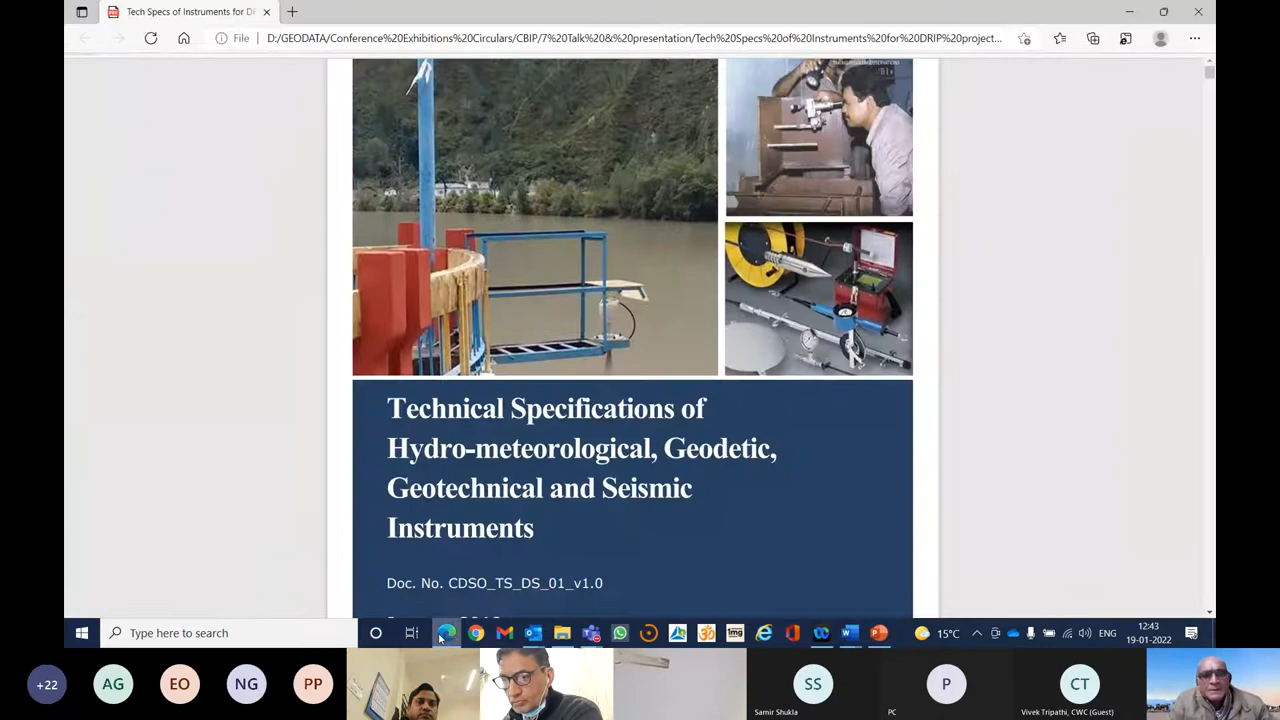 Tech Specs of Instruments for DF
File
D:/GEODATA/Conference%20Exhibitions%20Circulars/CBIP/7%20Talk%20&%20presentation/Tech%20Specs%20of%20Instruments%20for%20DRIP%20project...
Technical Specifications of
Hydro-meteorological, Geodetic,
Geotechnical and Seismic
Instruments
Doc. No. CDSO_TS_DS_01_v1.0
Type here to search
1mg
15°C
ENG
12:43
19-01-2022
+22
AG
EO
NG
PP
SS
Samir Shukla
P
PC
CT
Vivek Tripathi, CWC (Guest)